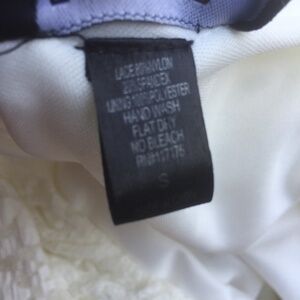 LACE 80%NYLON
20%SPANDEX
LINING 100%POLYESTER
HAND WASH
FLAT DRY
NO BLEACH
RN#117175
S